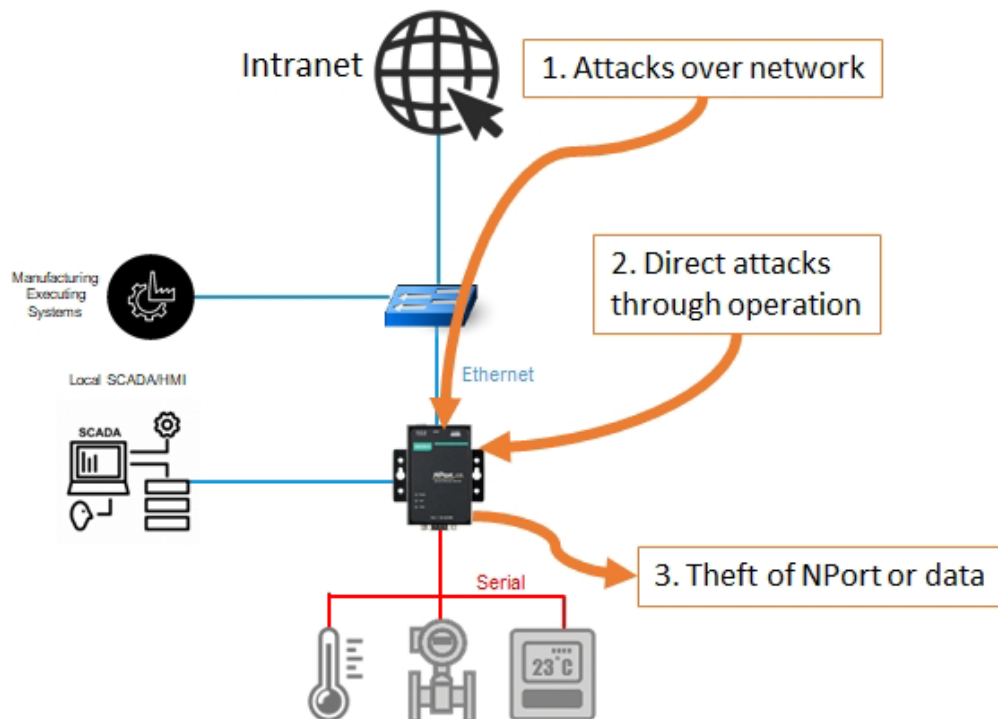 Intranet
1. Attacks over network
2. Direct attacks
through operation
Manufacturing
Executing
Systems
Ethernet
Local SCADA/HMI
SCADA
3. Theft of NPort or data
Serial
23°C